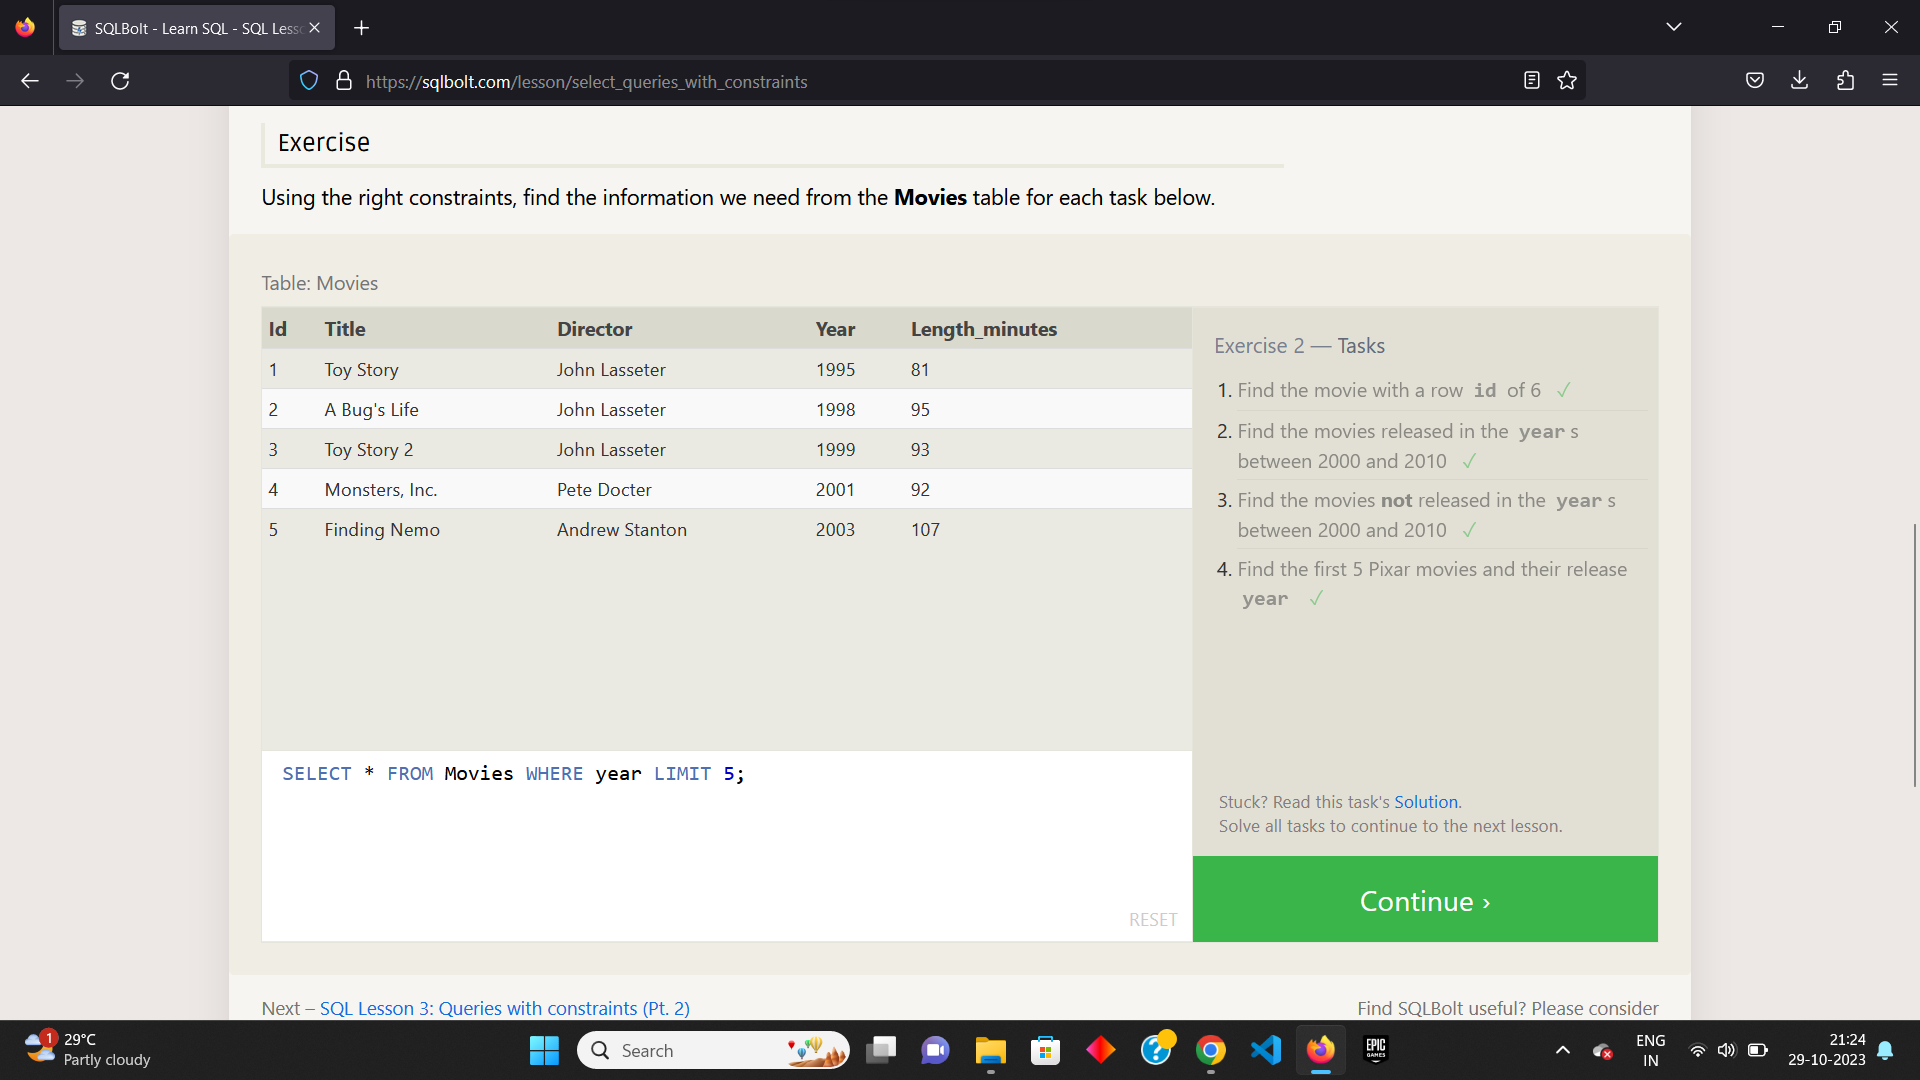 SQLBolt - Learn SQL - SQL Less
https://sqlbolt.com/lesson/select_queries_with_constraints
Exercise
Using the right constraints, find the information we need from the Movies table for each task below.
Table: Movies
Id Title Director Year Length_minutes
1 Toy Story John Lasseter 1995 81
2 A Bug's Life John Lasseter 1998 95
3 Toy Story 2 John Lasseter 1999 93
4 Monsters, Inc. Pete Docter 2001 92
5 Finding Nemo Andrew Stanton 2003 107
SELECT * FROM Movies WHERE year LIMIT 5;
RESET
Exercise 2 — Tasks
1. Find the movie with a row id of 6 ✓
2. Find the movies released in the year s
between 2000 and 2010 ✓
3. Find the movies not released in the year s
between 2000 and 2010 ✓
4. Find the first 5 Pixar movies and their release
year ✓
Stuck? Read this task's Solution.
Solve all tasks to continue to the next lesson.
Continue ›
Next – SQL Lesson 3: Queries with constraints (Pt. 2)
Find SQLBolt useful? Please consider
1
29°C
Partly cloudy
Search
EPIC
GAMES
ENG
IN
21:24
29-10-2023